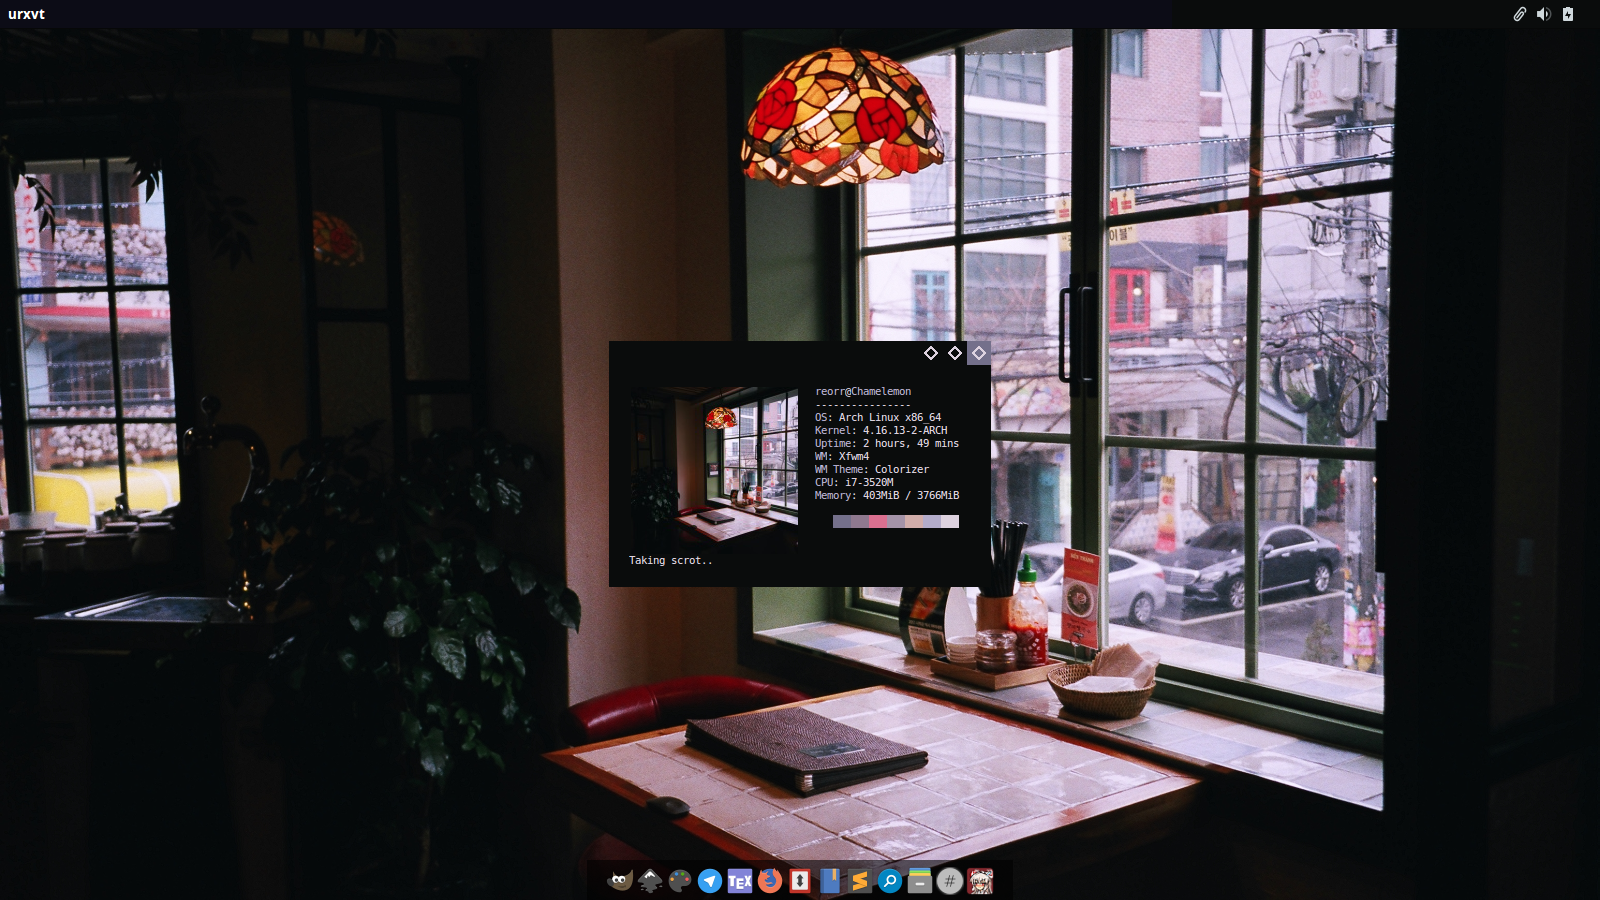 urxvt
reorr@Chamelemon
----------------
OS: Arch Linux x86_64
Kernel: 4.16.13-2-ARCH
Uptime: 2 hours, 49 mins
WM: Xfwm4
WM Theme: Colorizer
CPU: i7-3520M
Memory: 403MiB / 3766MiB
Taking scrot..
TEX
#